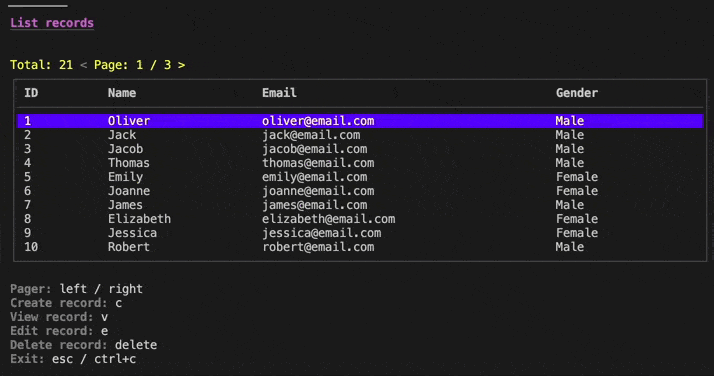 List records
Total: 21 < Page: 1 / 3 >
ID Name Email Gender
1 Oliver oliver@email.com Male
2 Jack jack@email.com Male
3 Jacob jacob@email.com Male
4 Thomas thomas@email.com Male
5 Emily emily@email.com Female
6 Joanne joanne@email.com Female
7 James james@email.com Male
8 Elizabeth elizabeth@email.com Female
9 Jessica jessica@email.com Female
10 Robert robert@email.com Male
Pager: left / right
Create record: c
View record: v
Edit record: e
Delete record: delete
Exit: esc / ctrl+c